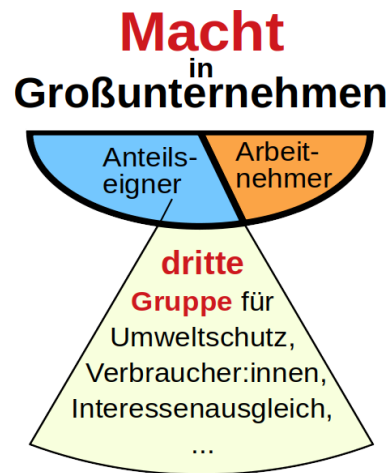 Macht
in
Großunternehmen
Anteils-
eigner
Arbeit-
nehmer
dritte
Gruppe für
Umweltschutz,
Verbraucher:innen,
Interessenausgleich,
...